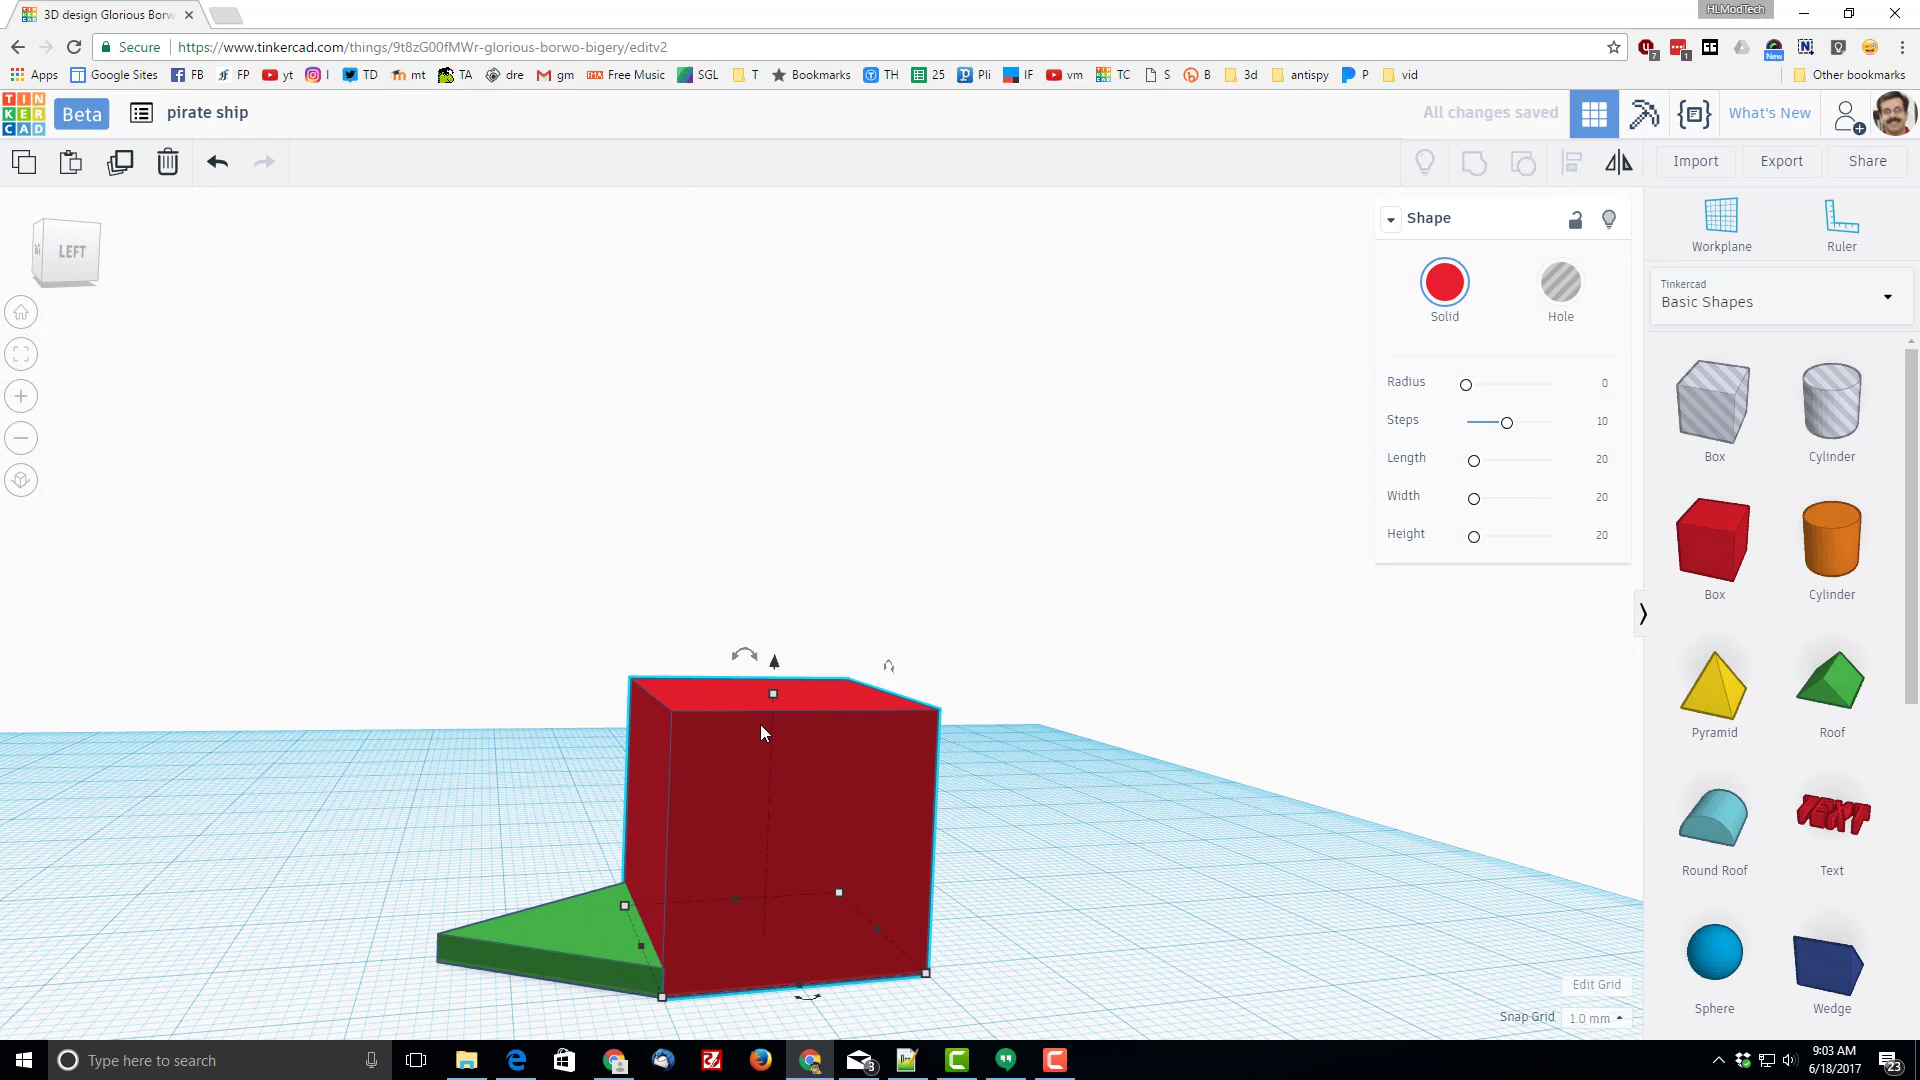 3D design Glorious Borw
HLModTech
Secure
https://www.tinkercad.com/things/9t8zG00fMWr-glorious-borwo-bigery/editv2
7
1
New
Apps
Google Sites
FB
FP
yt
I
TD
mt
TA
dre
gm
Free Music
SGL
T
Bookmarks
TH
25
Pli
IF
vm
TC
S
B
3d
antispy
P
vid
Other bookmarks
TIN
KER
CAD
Beta
pirate ship
All changes saved
What's New
Import
Export
Share
LEFT
Shape
Solid
Hole
Radius 0
Steps 10
Length 20
Width 20
Height 20
Workplane
Ruler
Tinkercad
Basic Shapes
Box
Cylinder
Box
Cylinder
Pyramid
Roof
TEXT
Round Roof
Text
Sphere
Wedge
Edit Grid
Snap Grid 1.0 mm
Type here to search
3
9:03 AM
6/18/2017
23